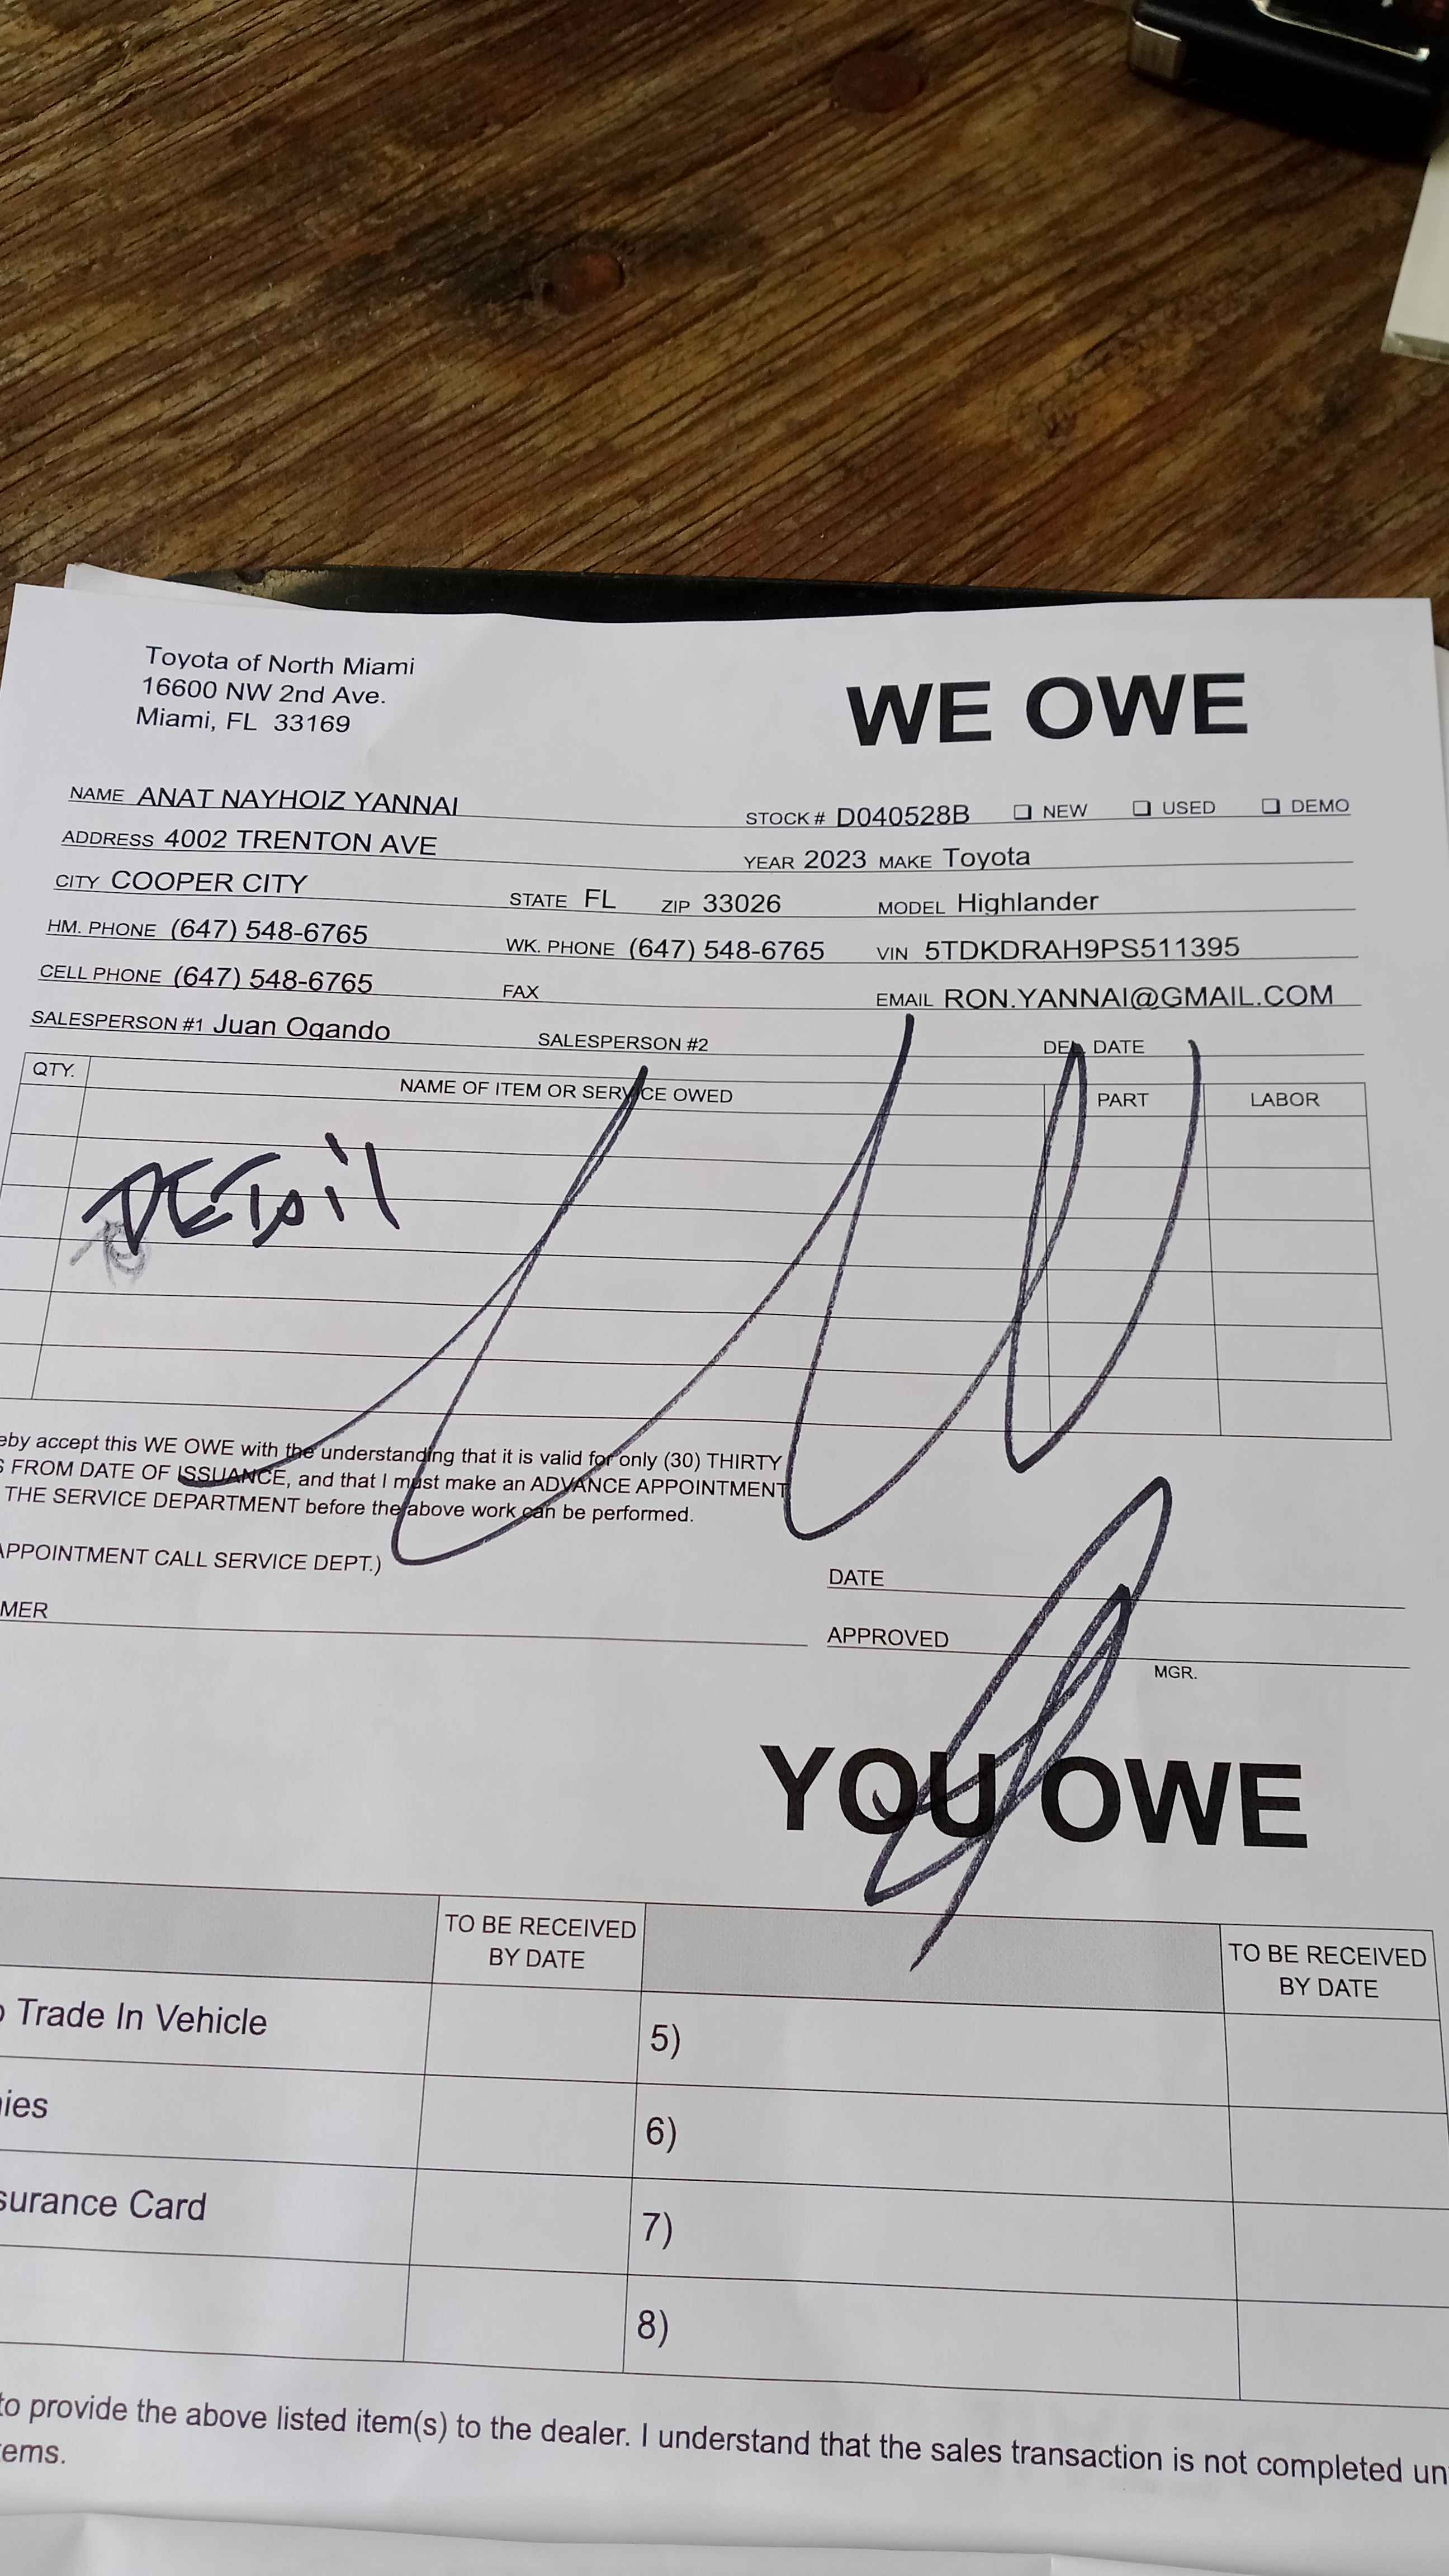 Toyota of North Miami
16600 NW 2nd Ave.
Miami, FL 33169
WE OWE
NAME ANAT NAYHOIZ YANNAI
STOCK # D040528B ❏ NEW ❏ USED ❏ DEMO
ADDRESS 4002 TRENTON AVE
YEAR 2023 MAKE Toyota
CITY COOPER CITY STATE FL ZIP 33026
MODEL Highlander
HM. PHONE (647) 548-6765 WK. PHONE (647) 548-6765
VIN 5TDKDRAH9PS511395
CELL PHONE (647) 548-6765 FAX
EMAIL RON.YANNAI@GMAIL.COM
SALESPERSON #1 Juan Ogando SALESPERSON #2
DEL DATE
QTY. NAME OF ITEM OR SERVICE OWED PART LABOR
DETAil
eby accept this WE OWE with the understanding that it is valid for only (30) THIRTY
S FROM DATE OF ISSUANCE, and that I must make an ADVANCE APPOINTMENT
THE SERVICE DEPARTMENT before the above work can be performed.
APPOINTMENT CALL SERVICE DEPT.)
DATE
MER
APPROVED
MGR.
YOU OWE
TO BE RECEIVED
BY DATE
TO BE RECEIVED
BY DATE
Trade In Vehicle
5)
ies
6)
surance Card
7)
8)
to provide the above listed item(s) to the dealer. I understand that the sales transaction is not completed un
ems.